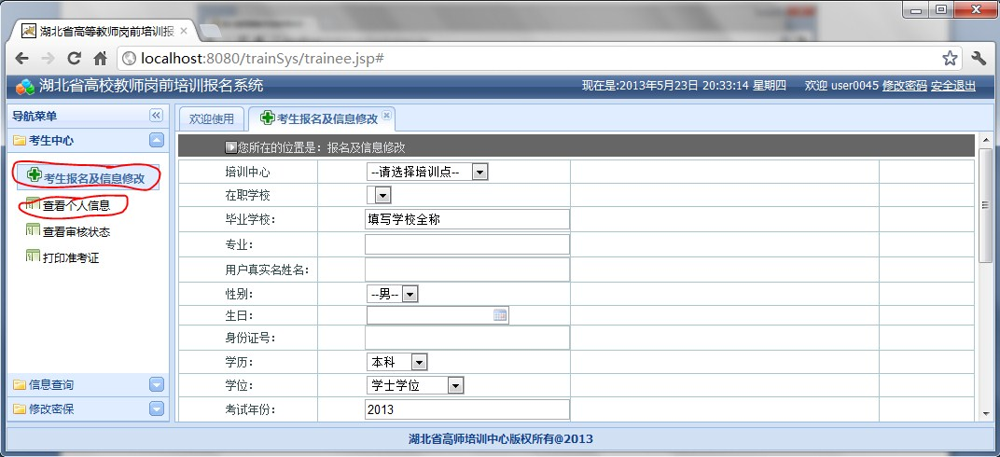 湖北省高等教师岗前培训报
localhost:8080/trainSys/trainee.jsp#
湖北省高校教师岗前培训报名系统
现在是:2013年5月23日 20:33:14 星期四 欢迎 user0045 修改密码 安全退出
导航菜单
考生中心
考生报名及信息修改
查看个人信息
查看审核状态
打印准考证
信息查询
修改密保
欢迎使用
考生报名及信息修改
您所在的位置是: 报名及信息修改
培训中心 --请选择培训点--
在职学校
毕业学校: 填写学校全称
专业:
用户真实名姓名:
性别: --男--
生日:
身份证号:
学历: 本科
学位: 学士学位
考试年份: 2013
湖北省高师培训中心版权所有@2013